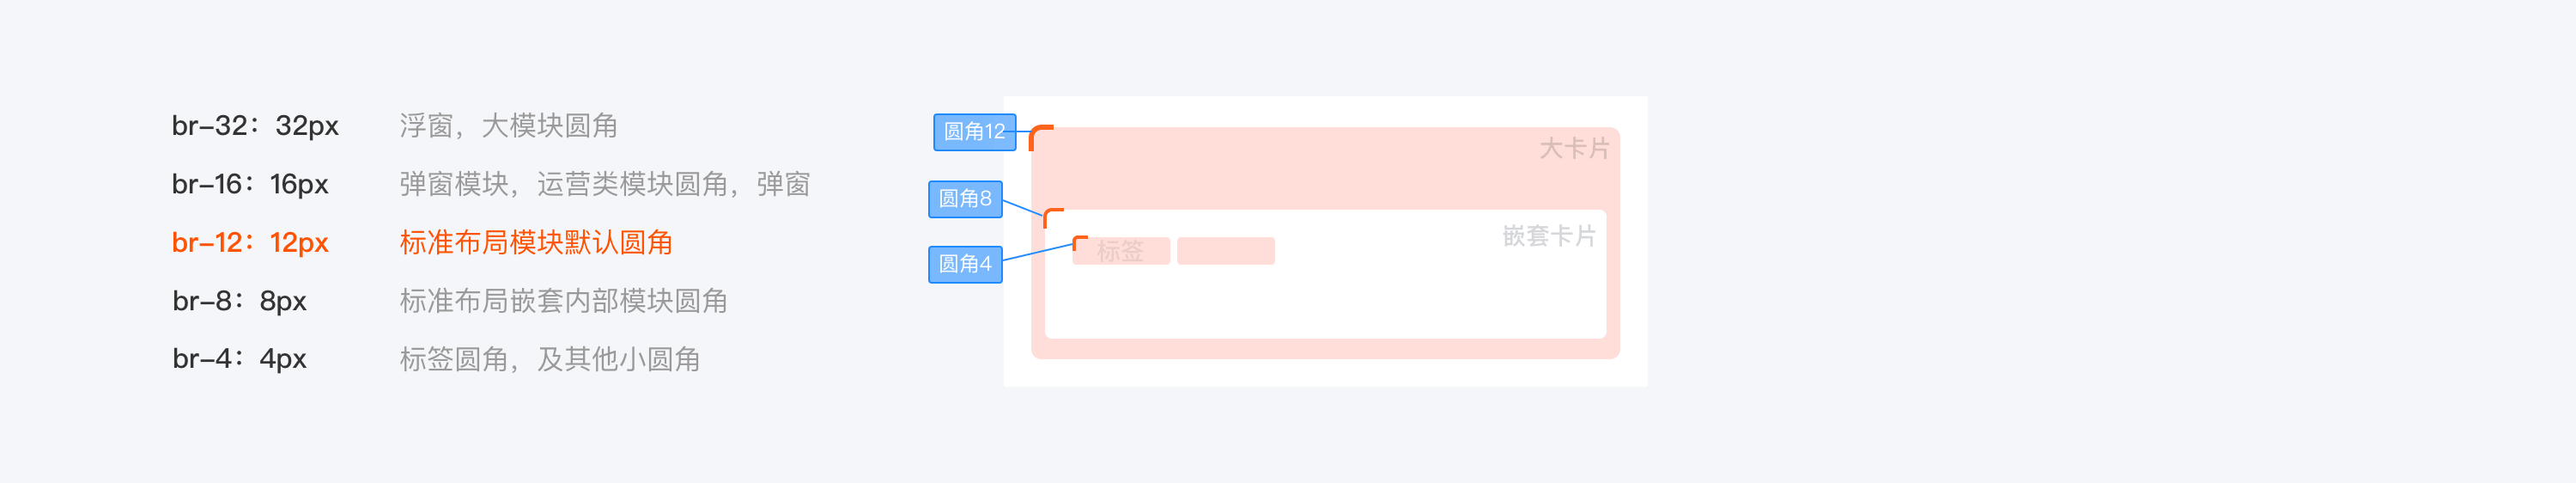 br-32：32px 浮窗，大模块圆角
br-16：16px 弹窗模块，运营类模块圆角，弹窗
br-12：12px 标准布局模块默认圆角
br-8：8px 标准布局嵌套内部模块圆角
br-4：4px 标签圆角，及其他小圆角
圆角12
大卡片
圆角8
嵌套卡片
标签
圆角4